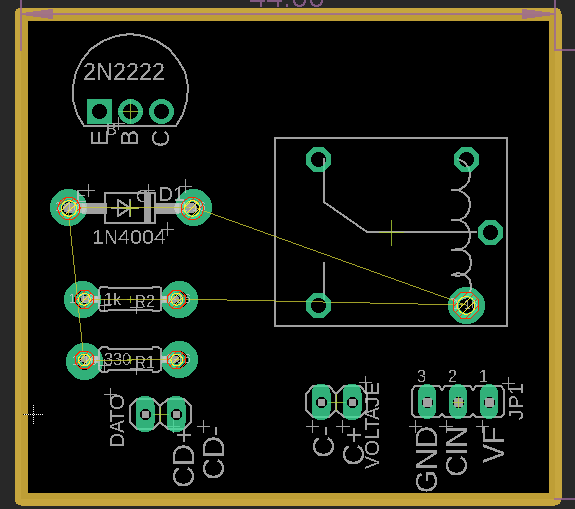 44.00
2N2222
E B C
D1
1N4004
1k R2
330 R1
3 2 1
JP1
DATO
CD+
CD-
C-
C+
VOLTAJE
GND
CIN
VF